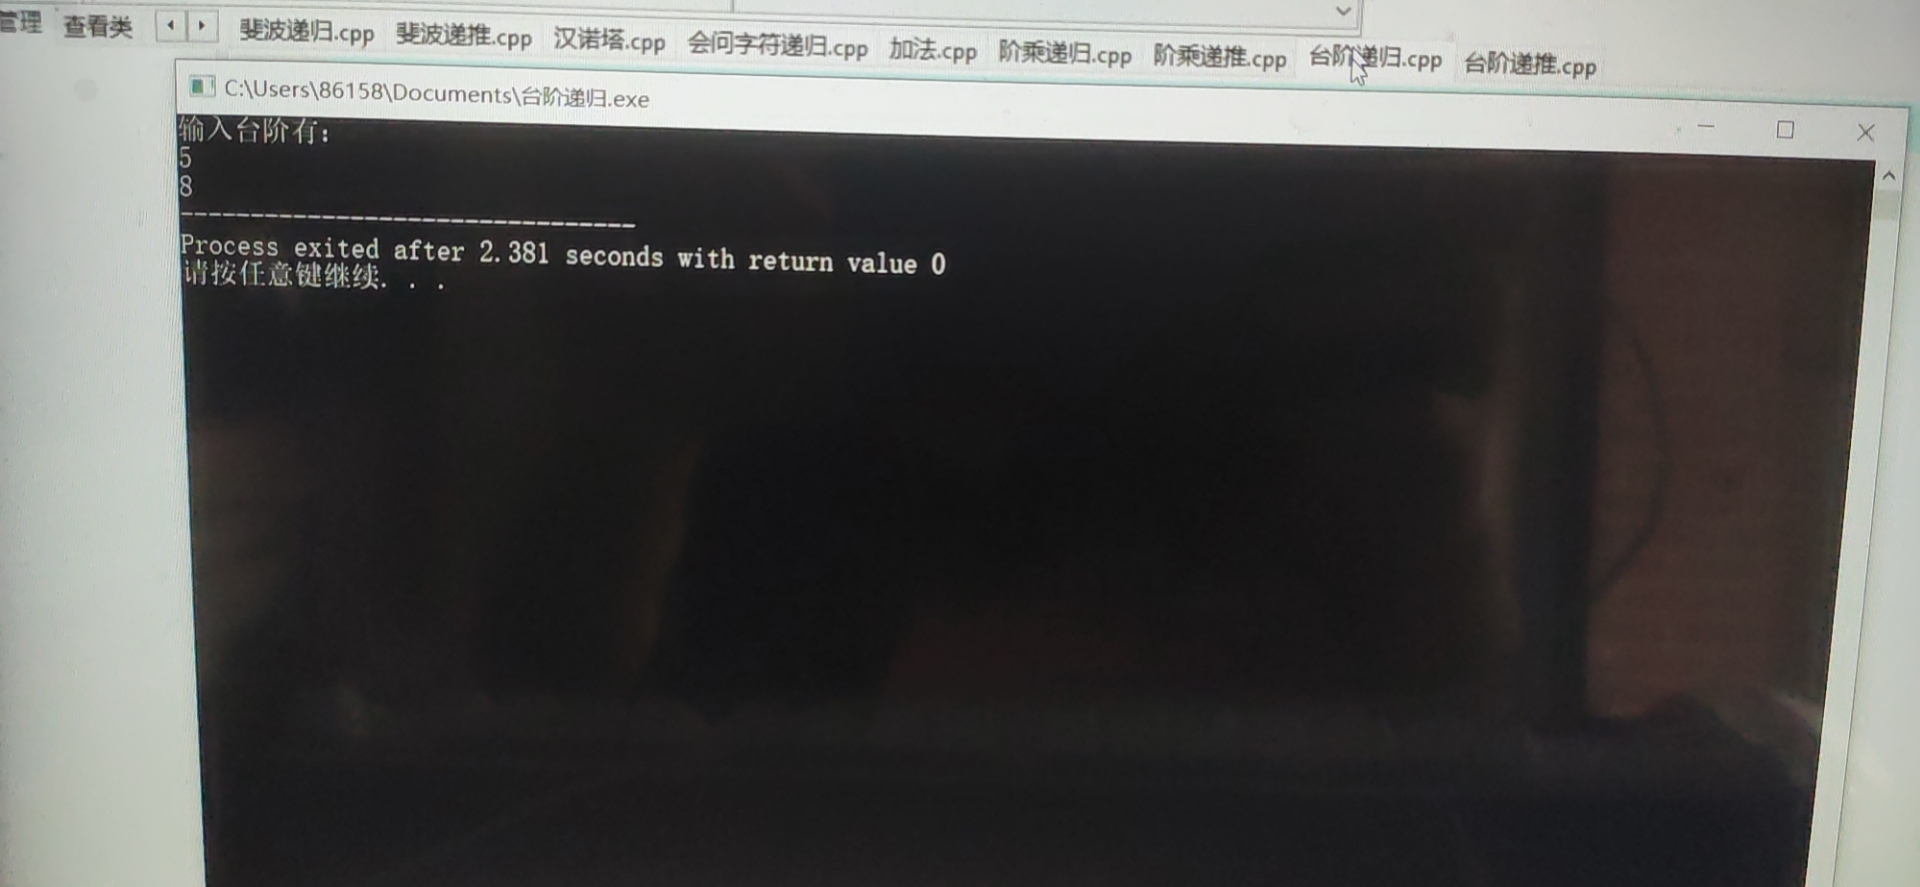 管理 查看类 斐波递归.cpp 斐波递推.cpp 汉诺塔.cpp 会问字符递归.cpp 加法.cpp 阶乘递归.cpp 阶乘递推.cpp 台阶递归.cpp 台阶递推.cpp
C:\Users\86158\Documents\台阶递归.exe
输入台阶有:
5
8
--------------------------------
Process exited after 2.381 seconds with return value 0
请按任意键继续. . .